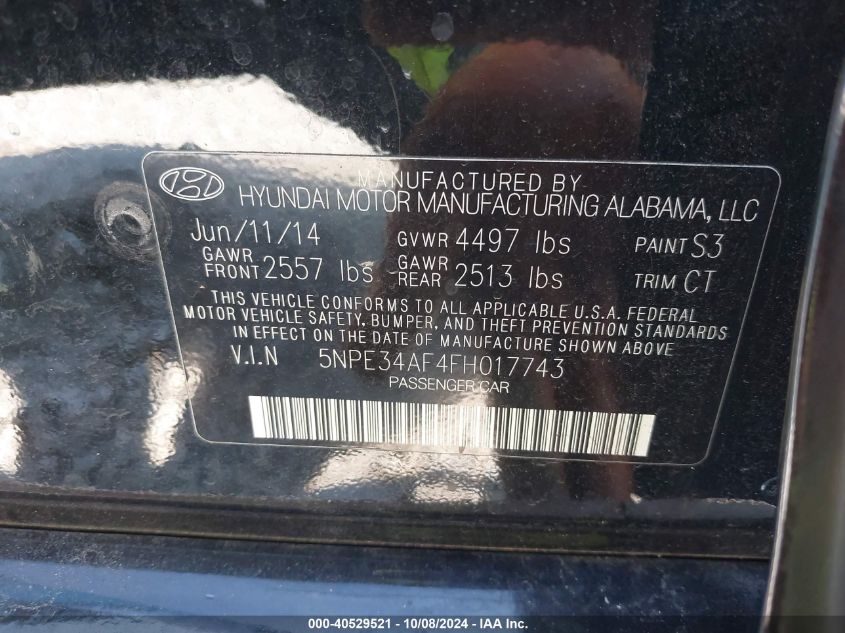 MANUFACTURED BY
HYUNDAI MOTOR MANUFACTURING ALABAMA, LLC
Jun/11/14 GVWR 4497 lbs PAINT S3
GAWR FRONT 2557 lbs GAWR REAR 2513 lbs TRIM CT
THIS VEHICLE CONFORMS TO ALL APPLICABLE U.S.A. FEDERAL
MOTOR VEHICLE SAFETY, BUMPER, AND THEFT PREVENTION STANDARDS
IN EFFECT ON THE DATE OF MANUFACTURE SHOWN ABOVE.
V.I.N 5NPE34AF4FH017743
PASSENGER CAR
000-40529521 - 10/08/2024 - IAA Inc.